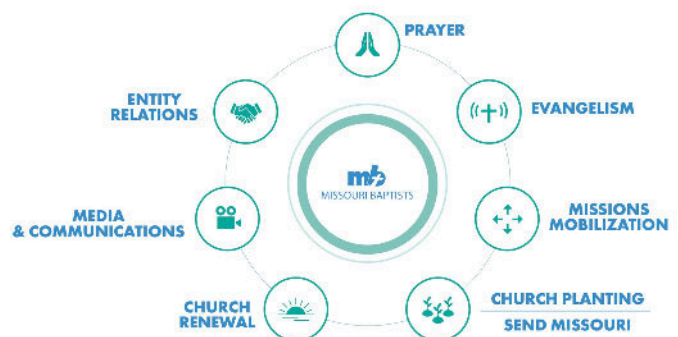 PRAYER
ENTITY
RELATIONS
EVANGELISM
mb
MISSOURI BAPTISTS
MEDIA
& COMMUNICATIONS
MISSIONS
MOBILIZATION
CHURCH
RENEWAL
CHURCH PLANTING
SEND MISSOURI